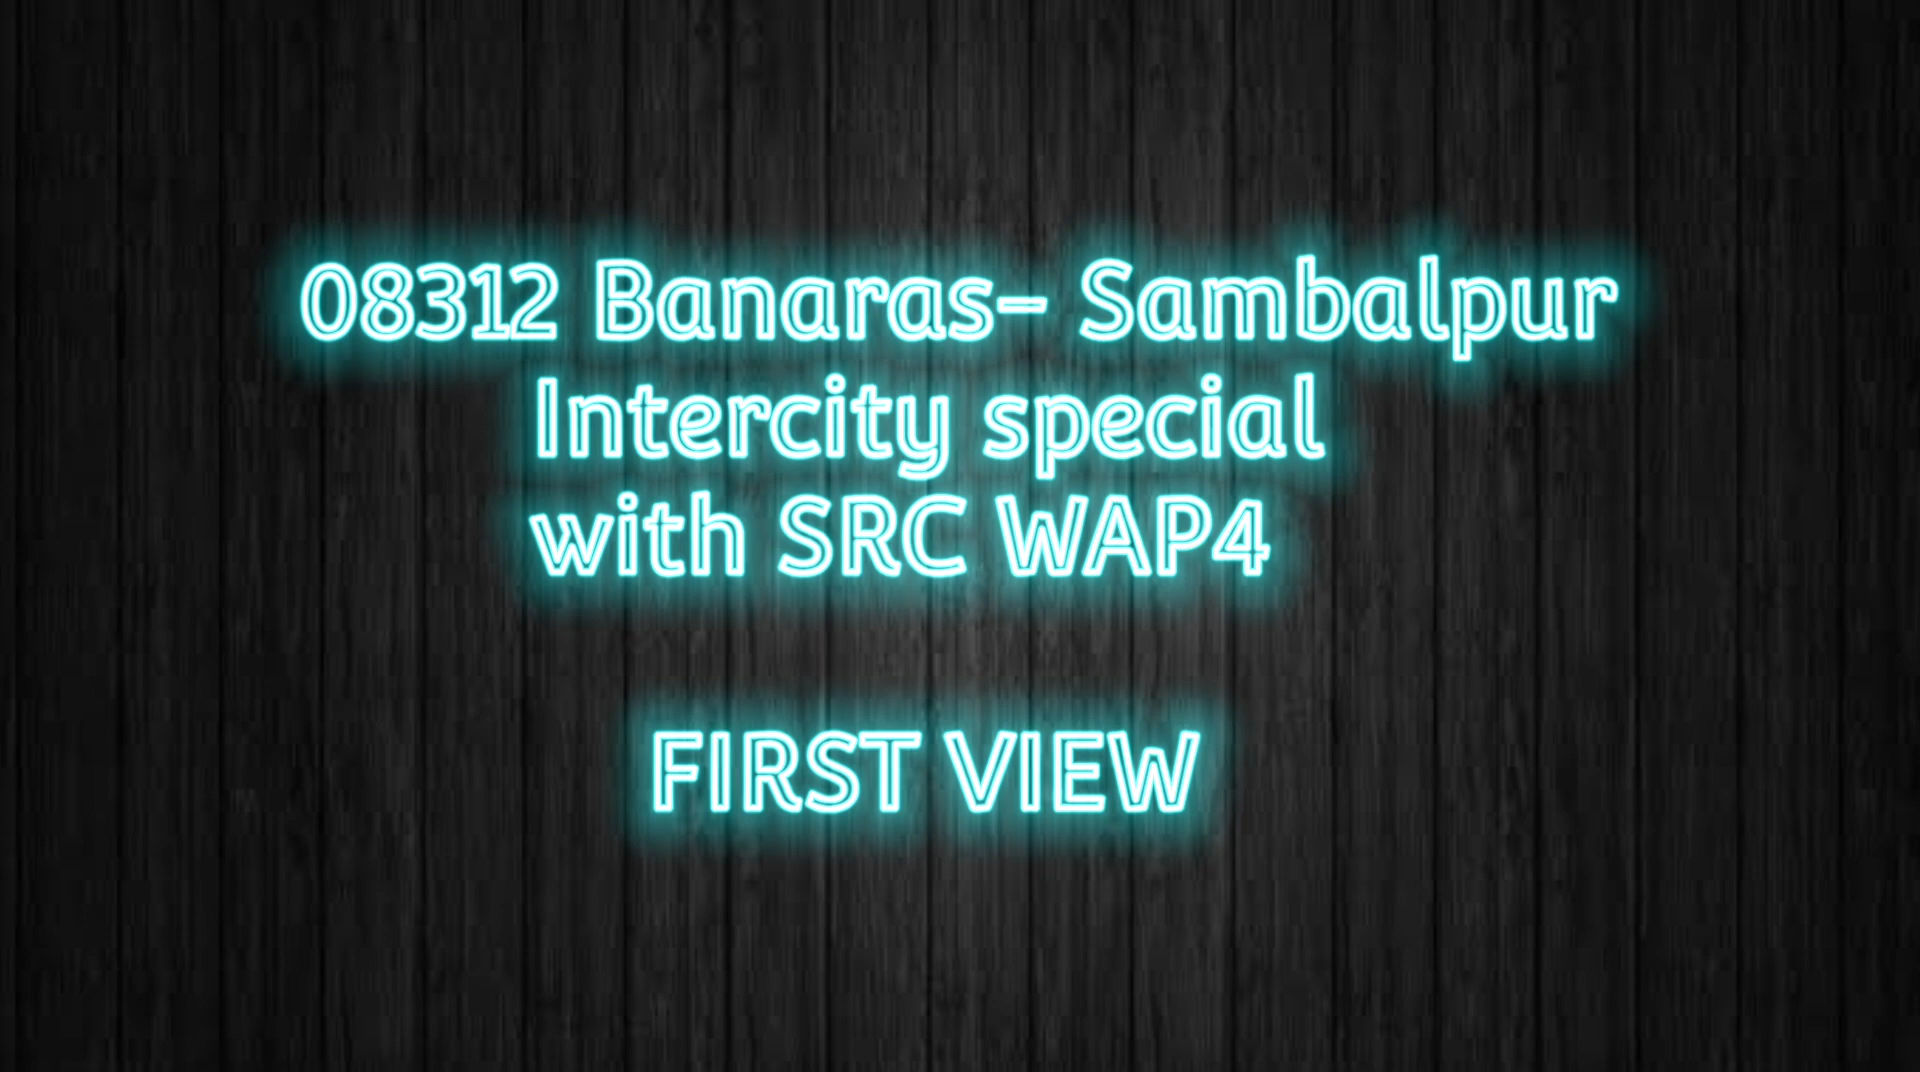 08312 Banaras- Sambalpur
Intercity special
with SRC WAP4
FIRST VIEW